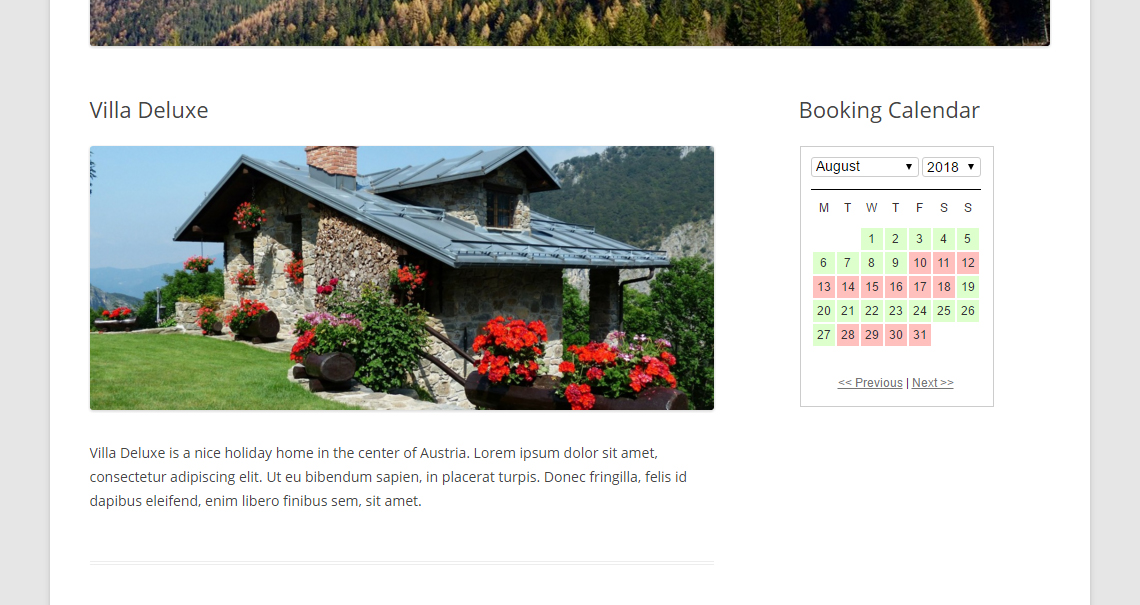 Villa Deluxe
Villa Deluxe is a nice holiday home in the center of Austria. Lorem ipsum dolor sit amet,
consectetur adipiscing elit. Ut eu bibendum sapien, in placerat turpis. Donec fringilla, felis id
dapibus eleifend, enim libero finibus sem, sit amet.
Booking Calendar
August 2018
M T W T F S S
1 2 3 4 5
6 7 8 9 10 11 12
13 14 15 16 17 18 19
20 21 22 23 24 25 26
27 28 29 30 31
<< Previous | Next >>